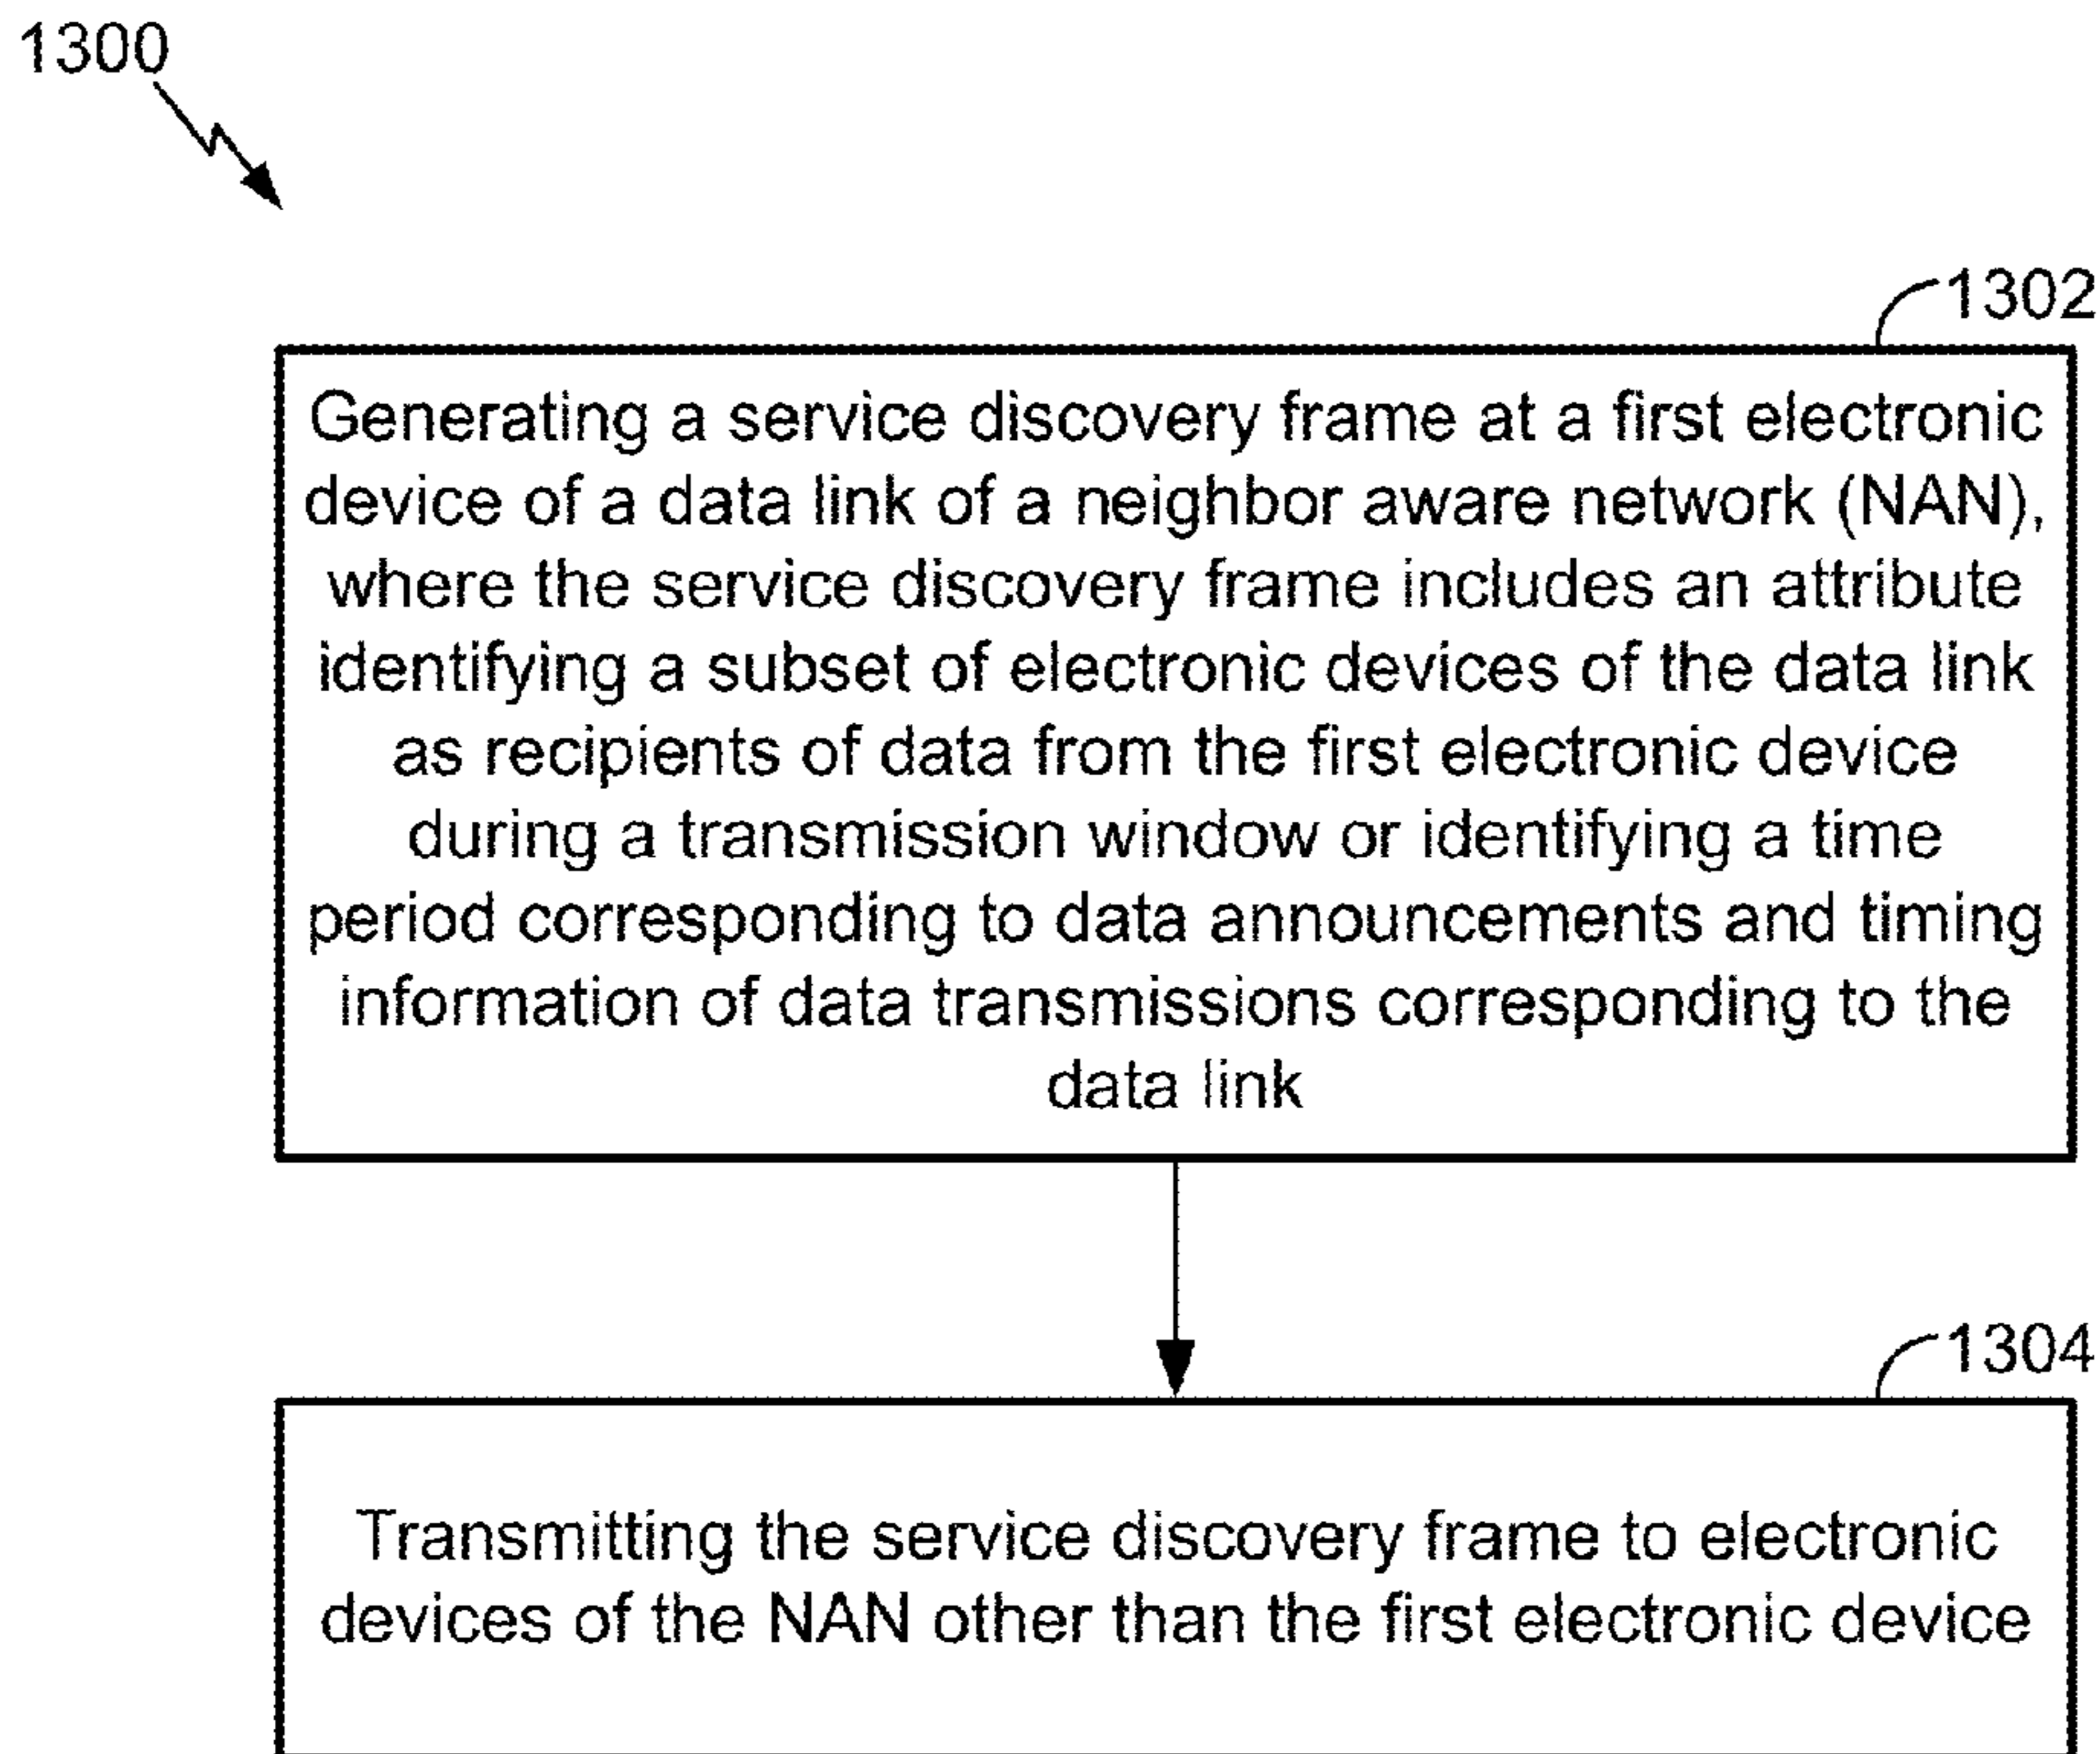 1300
1302
Generating a service discovery frame at a first electronic
device of a data link of a neighbor aware network (NAN),
where the service discovery frame includes an attribute
identifying a subset of electronic devices of the data link
as recipients of data from the first electronic device
during a transmission window or identifying a time
period corresponding to data announcements and timing
information of data transmissions corresponding to the
data link
1304
Transmitting the service discovery frame to electronic
devices of the NAN other than the first electronic device